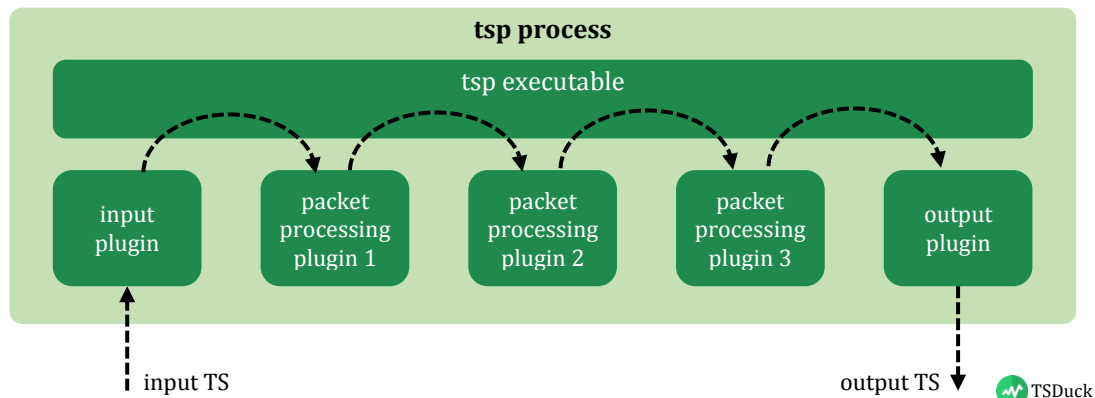 tsp process
tsp executable
input
plugin
packet
processing
plugin 1
packet
processing
plugin 2
packet
processing
plugin 3
output
plugin
input TS
output TS
TSDuck